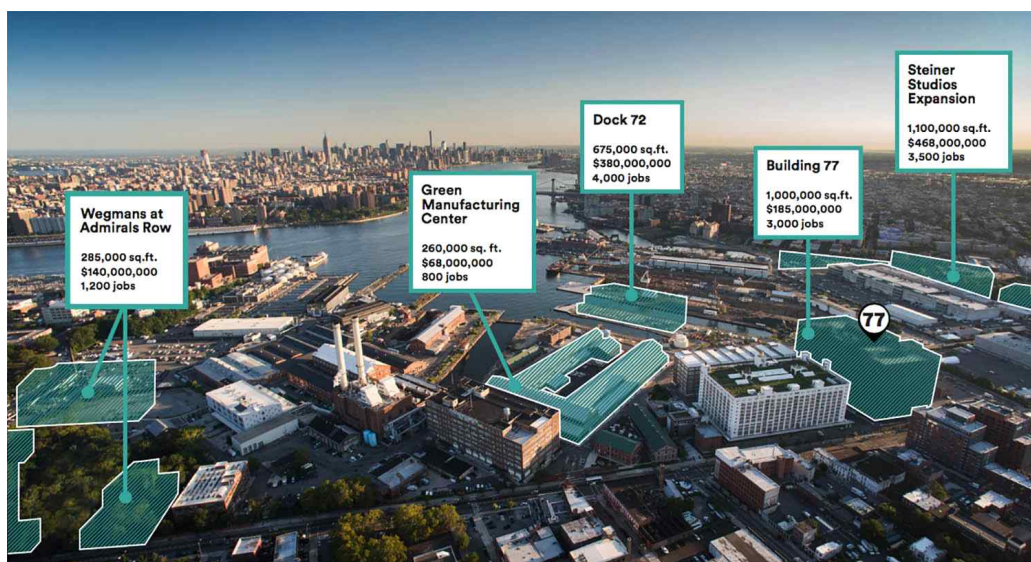 Wegmans at
Admirals Row
285,000 sq.ft.
$140,000,000
1,200 jobs
Green
Manufacturing
Center
260,000 sq. ft.
$68,000,000
800 jobs
Dock 72
675,000 sq.ft.
$380,000,000
4,000 jobs
Building 77
1,000,000 sq.ft.
$185,000,000
3,000 jobs
Steiner
Studios
Expansion
1,100,000 sq.ft.
$468,000,000
3,500 jobs
77